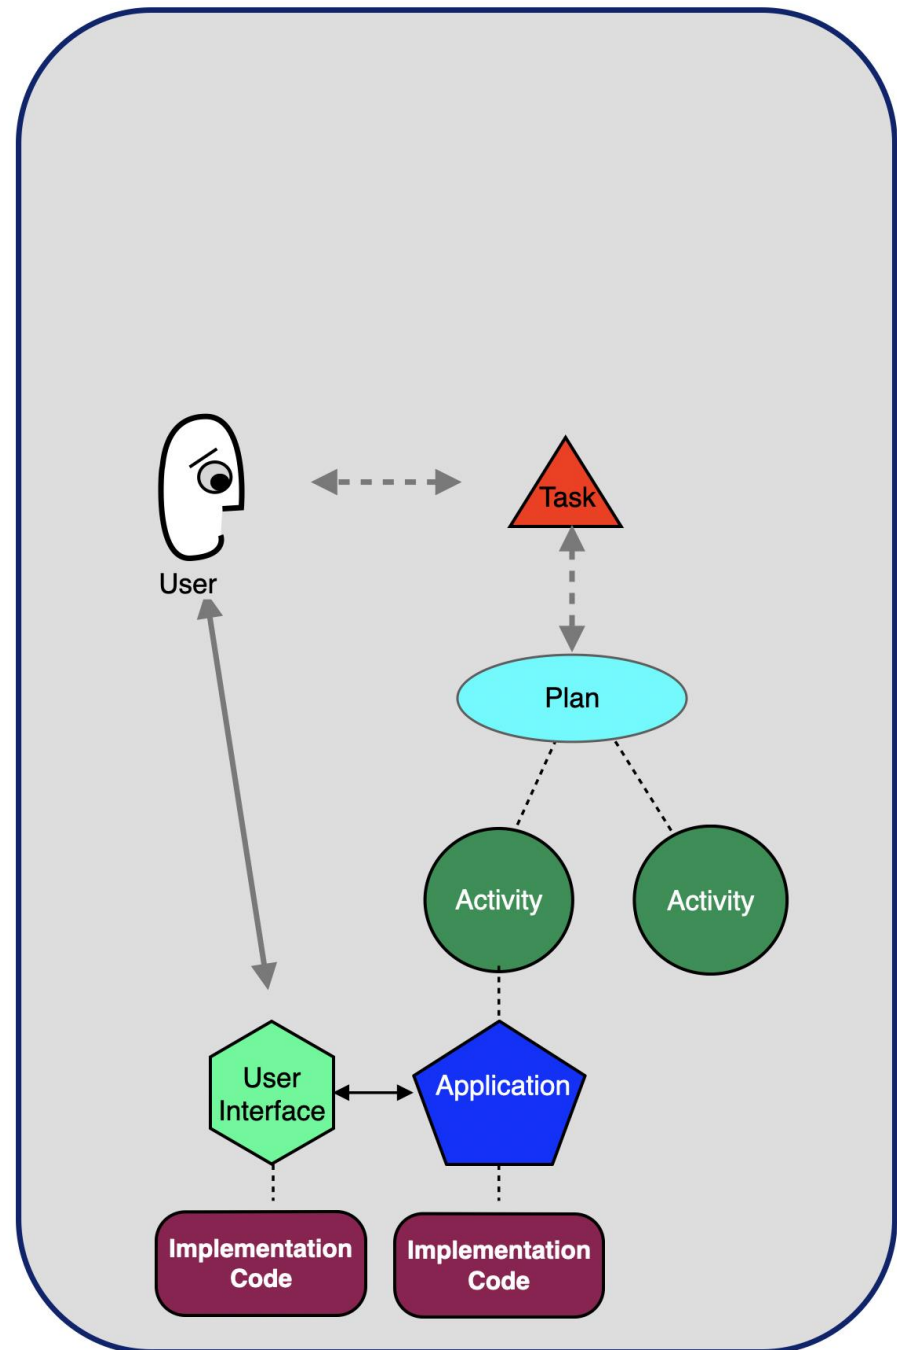 Task
User
Plan
Activity
Activity
User
Interface
Application
Implementation
Code
Implementation
Code